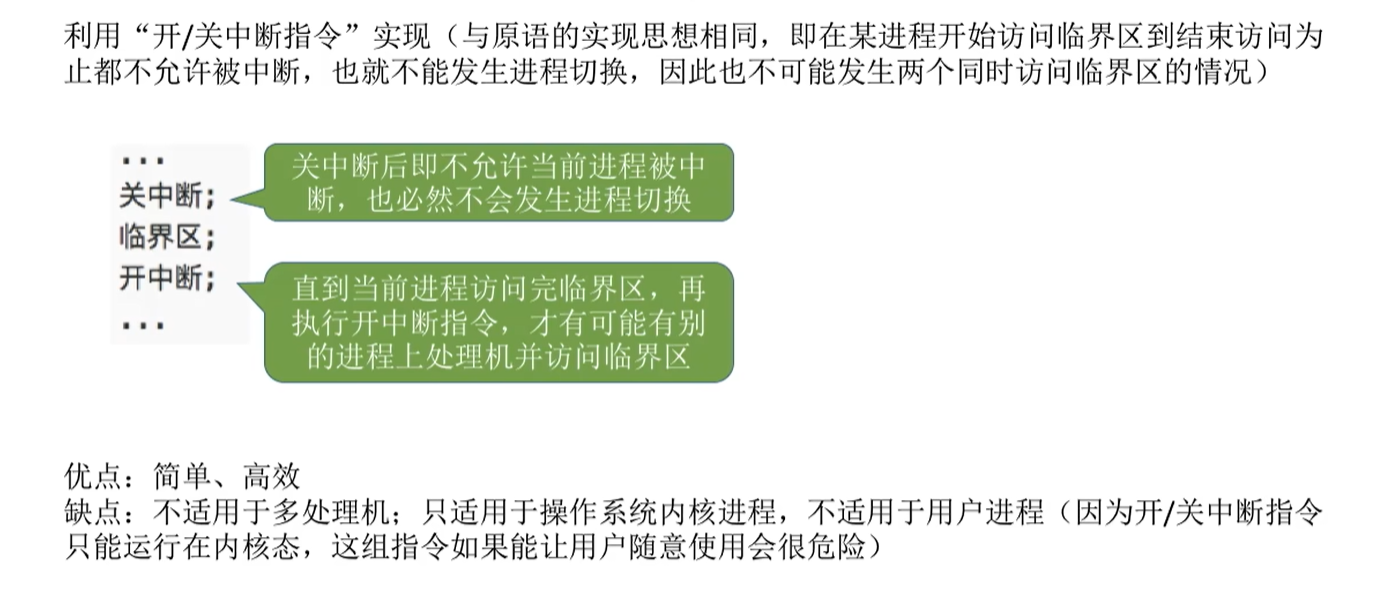 利用“开/关中断指令”实现（与原语的实现思想相同，即在某进程开始访问临界区到结束访问为
止都不允许被中断，也就不能发生进程切换，因此也不可能发生两个同时访问临界区的情况）
...
关中断;
临界区;
开中断;
...
关中断后即不允许当前进程被中
断，也必然不会发生进程切换
直到当前进程访问完临界区，再
执行开中断指令，才有可能有别
的进程上处理机并访问临界区
优点：简单、高效
缺点：不适用于多处理机；只适用于操作系统内核进程，不适用于用户进程（因为开/关中断指令
只能运行在内核态，这组指令如果能让用户随意使用会很危险）